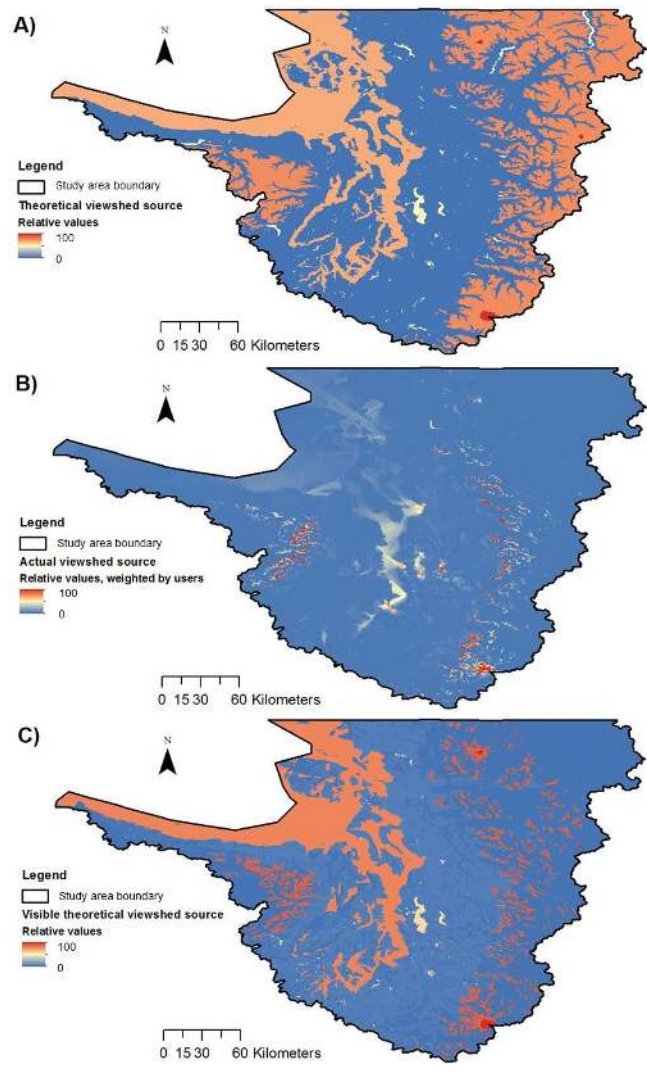 A)
N
Legend
Study area boundary
Theoretical viewshed source
Relative values
100
0
0 15 30 60 Kilometers
B)
N
Legend
Study area boundary
Actual viewshed source
Relative values, weighted by users
100
0
0 15 30 60 Kilometers
C)
N
Legend
Study area boundary
Visible theoretical viewshed source
Relative values
100
0
0 15 30 60 Kilometers